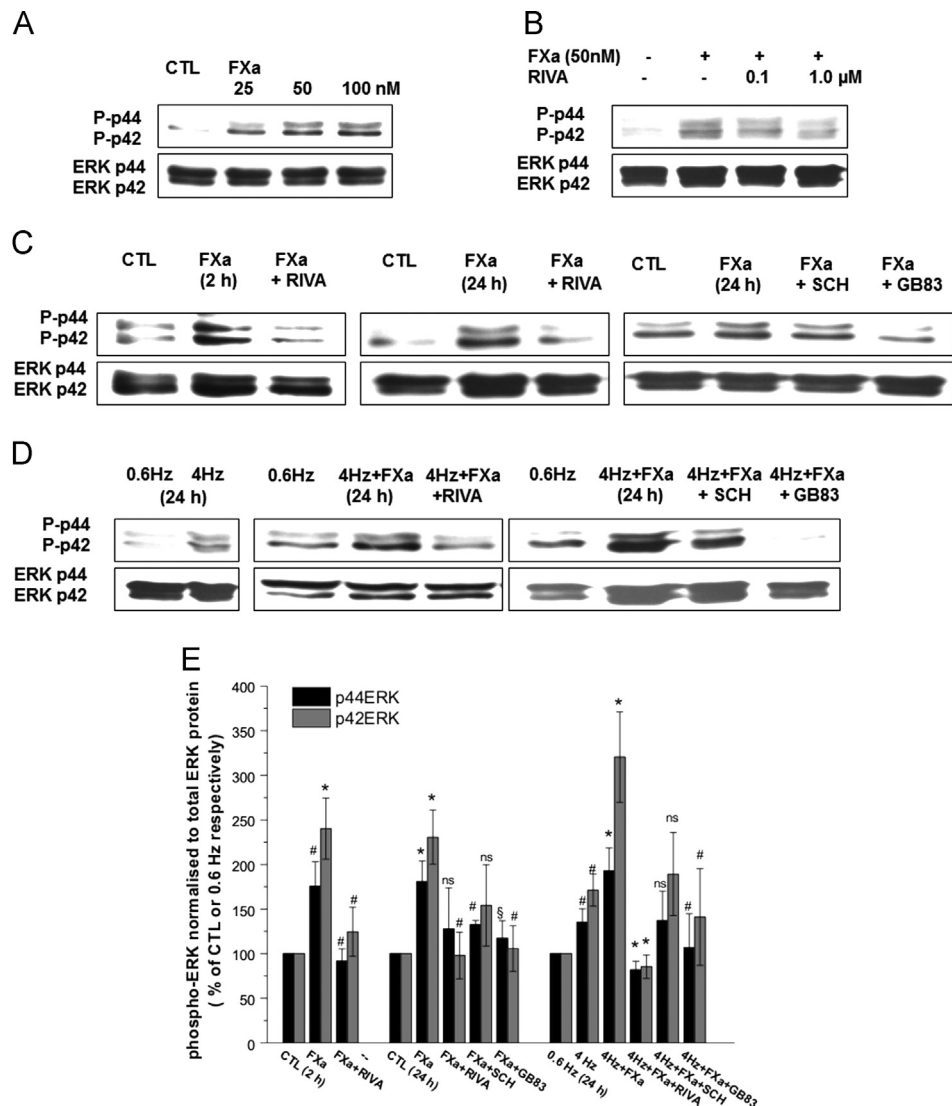 A
CTL FXa
25 50 100 nM
P-p44
P-p42
ERK p44
ERK p42
B
FXa (50nM) - + + +
RIVA - - 0.1 1.0 µM
P-p44
P-p42
ERK p44
ERK p42
C
CTL FXa FXa
(2 h) + RIVA
CTL FXa FXa
(24 h) + RIVA
CTL FXa FXa FXa
(24 h) + SCH + GB83
P-p44
P-p42
ERK p44
ERK p42
D
0.6Hz 4Hz
(24 h)
0.6Hz 4Hz+FXa 4Hz+FXa
(24 h) +RIVA
0.6Hz 4Hz+FXa 4Hz+FXa 4Hz+FXa
(24 h) + SCH + GB83
P-p44
P-p42
ERK p44
ERK p42
E
phospho-ERK normalised to total ERK protein
( % of CTL or 0.6 Hz respectively)
400
350
300
250
200
150
100
50
0
p44ERK
p42ERK
# * # #
* * ns # # ns § #
# # * * * * ns ns # #
CTL (2 h)
FXa
FXa+RIVA
--
CTL (24 h)
FXa
FXa+RIVA
FXa+SCH
FXa+GB83
0.6 Hz (24 h)
4 Hz
4Hz+FXa
4Hz+FXa+RIVA
4Hz+FXa+SCH
4Hz+FXa+GB83